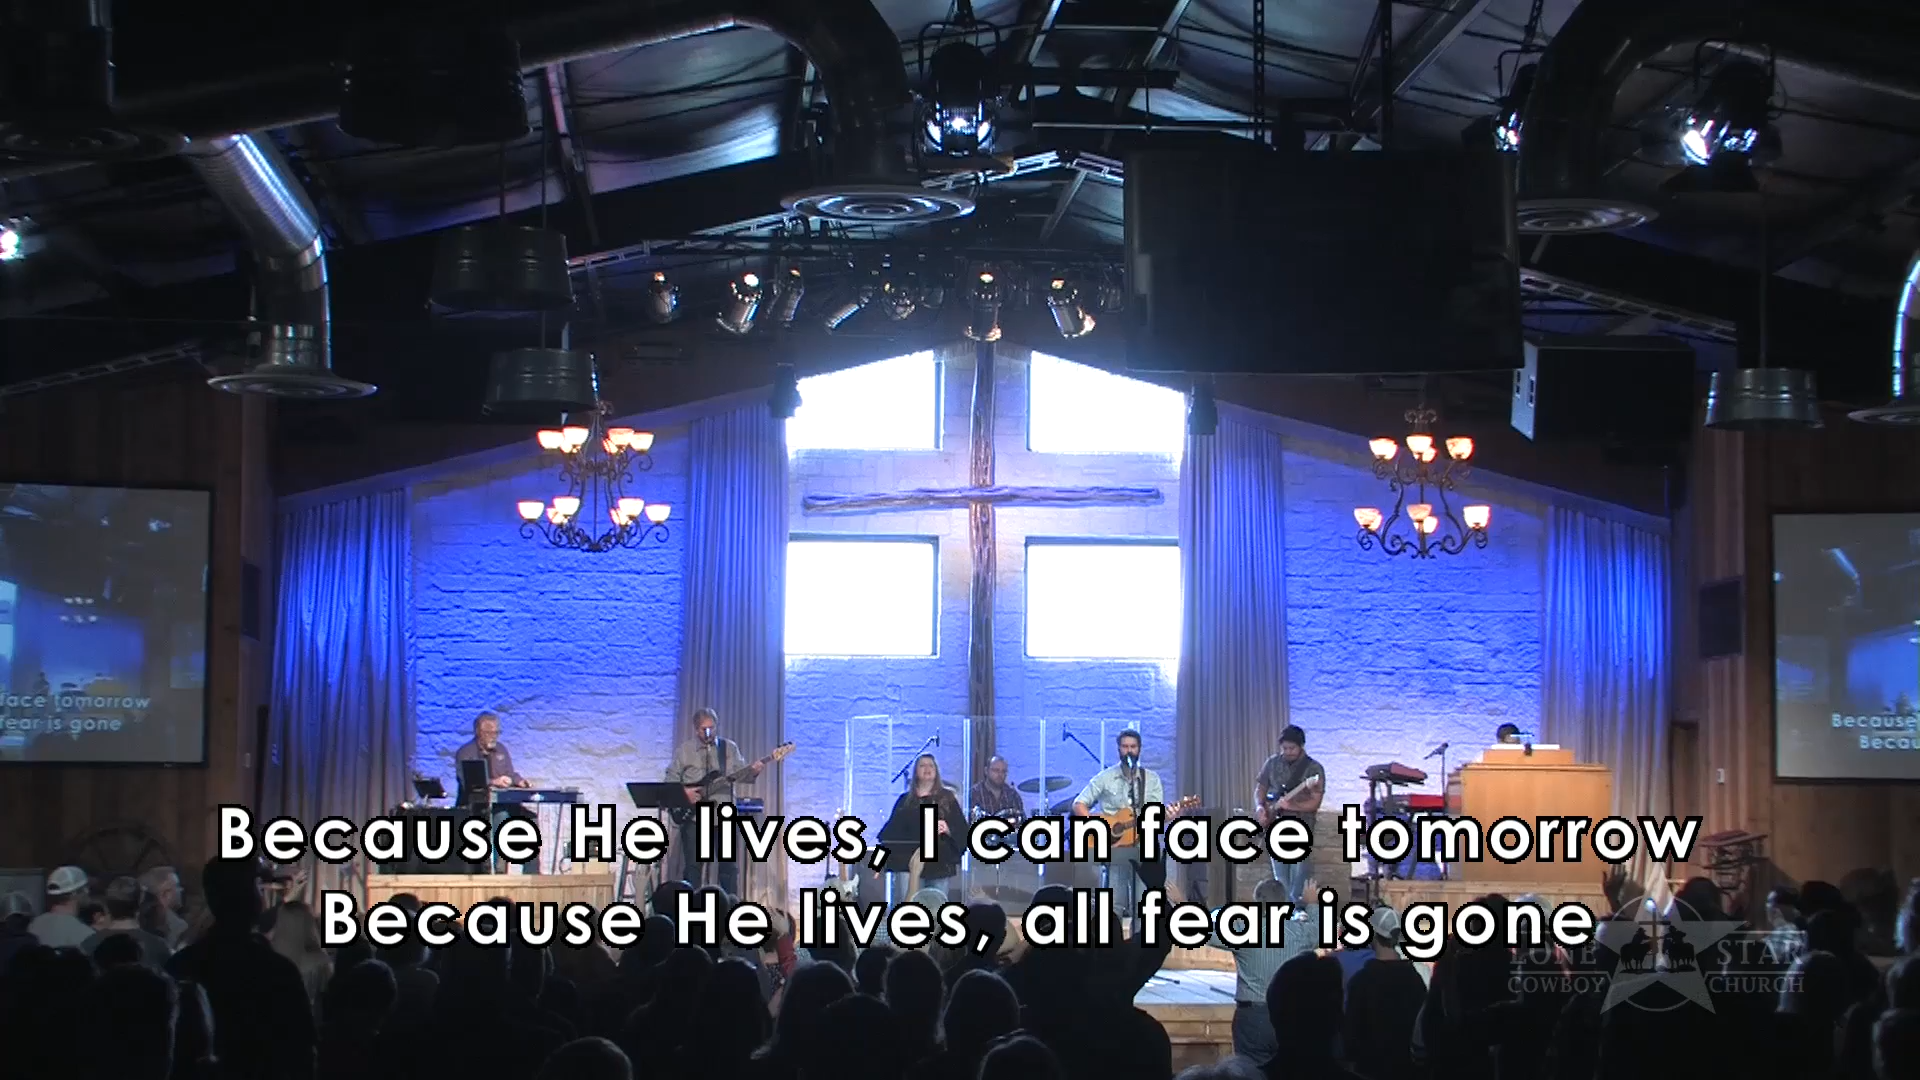 Because He lives, I can face tomorrow
Because He lives, all fear is gone
face tomorrow
fear is gone
Because
Becau
LONE STAR
COWBOY CHURCH